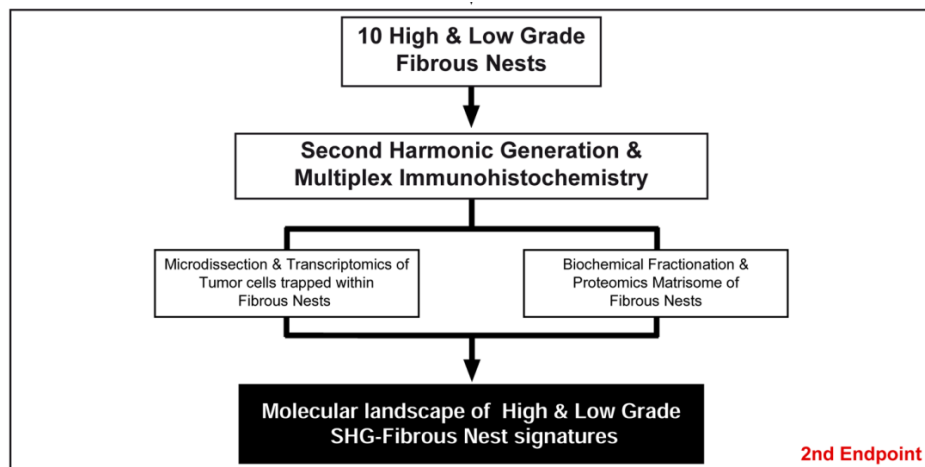 10 High & Low Grade
Fibrous Nests
Second Harmonic Generation &
Multiplex Immunohistochemistry
Microdissection & Transcriptomics of
Tumor cells trapped within
Fibrous Nests
Biochemical Fractionation &
Proteomics Matrisome of
Fibrous Nests
Molecular landscape of High & Low Grade
SHG-Fibrous Nest signatures
2nd Endpoint